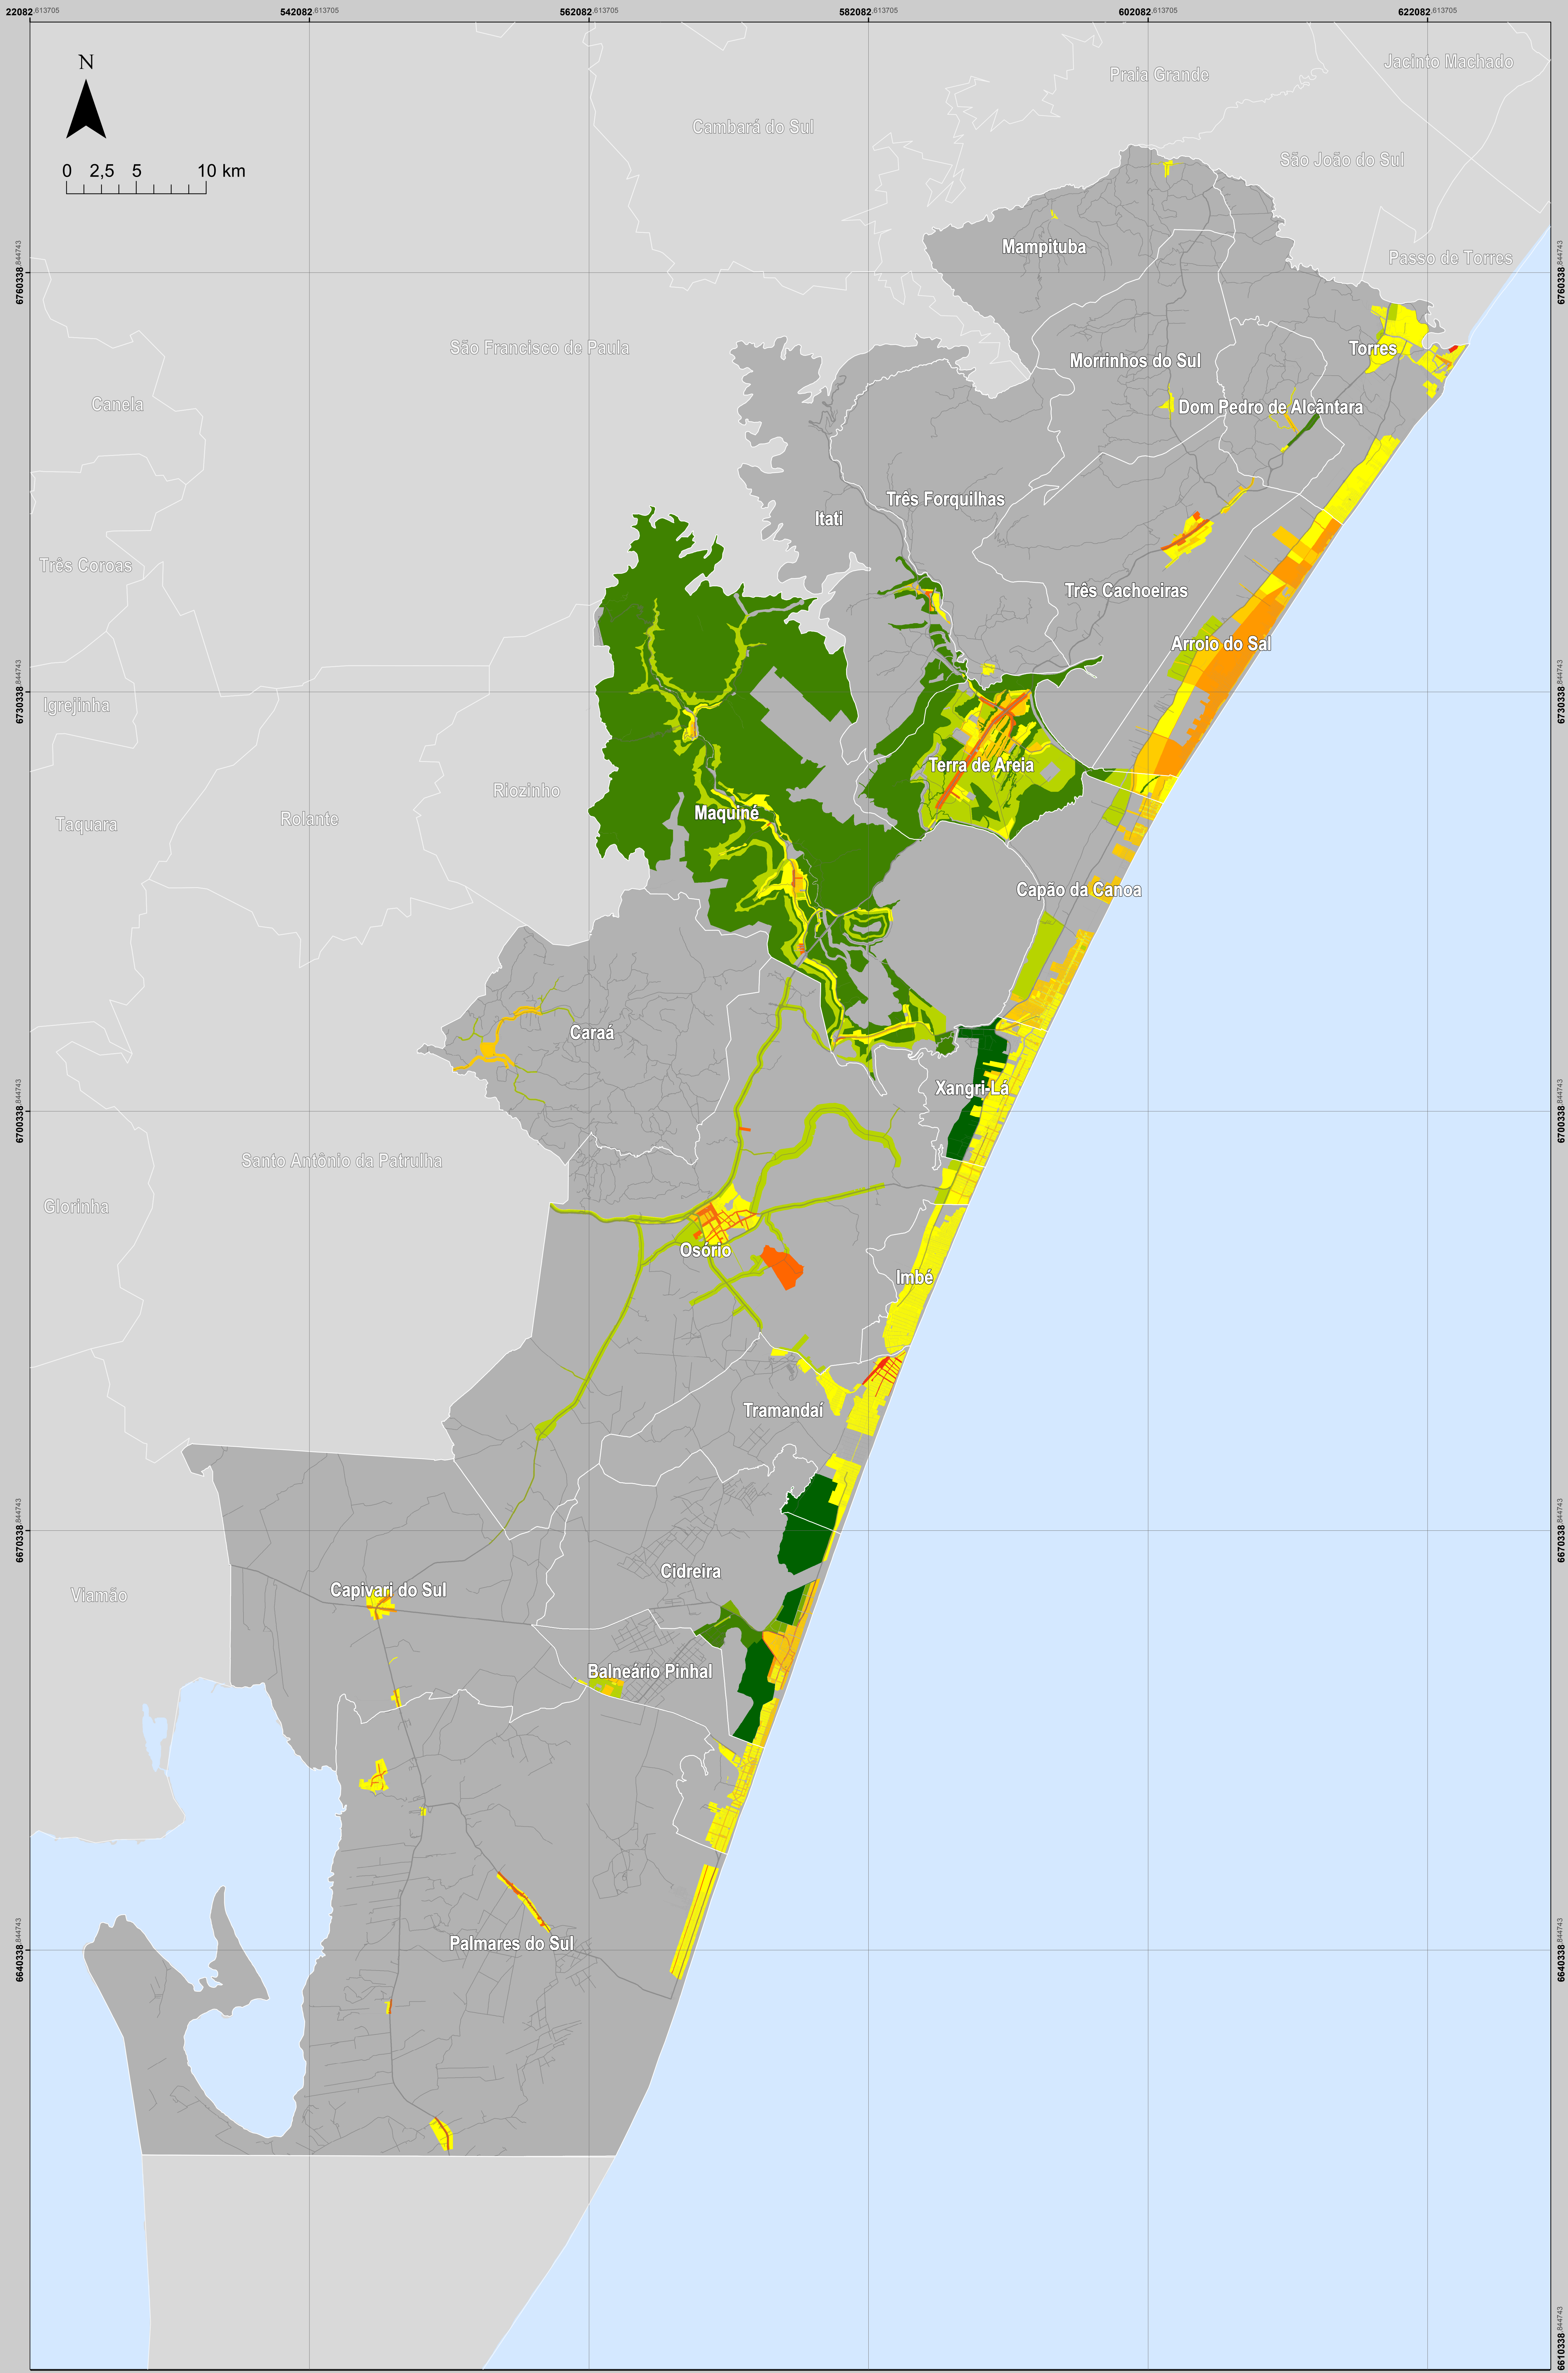 22082,613705
542082,613705
562082,613705
582082,613705
602082,613705
622082,613705
N
0 2,5 5 10 km
Jacinto Machado
Praia Grande
Cambará do Sul
São João do Sul
Mampituba
Passo de Torres
6760338,844743
6760338,844743
São Francisco de Paula
Torres
Morrinhos do Sul
Canela
Dom Pedro de Alcântara
Três Forquilhas
Itati
Três Coroas
Três Cachoeiras
Arroio do Sal
6730338,844743
6730338,844743
Igrejinha
Terra de Areia
Riozinho
Maquiné
Rolante
Taquara
Capão da Canoa
Caraá
Xangri-Lá
6700338,844743
6700338,844743
Santo Antônio da Patrulha
Glorinha
Osório
Imbé
Tramandaí
6670338,844743
6670338,844743
Cidreira
Capivari do Sul
Viamão
Balneário Pinhal
Palmares do Sul
6640338,844743
6640338,844743
6610338,844743